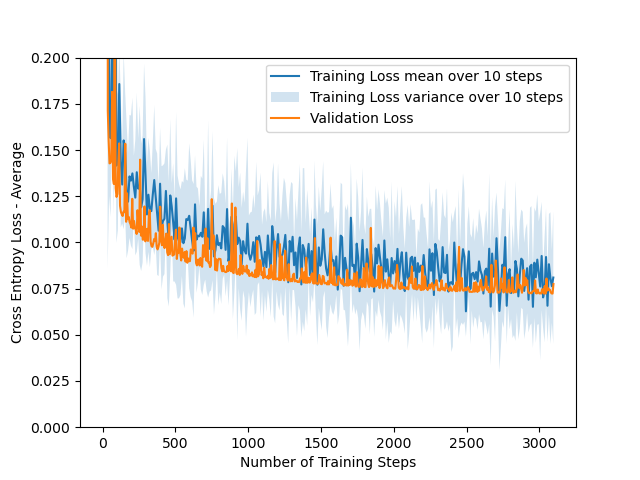 0.200
0.175
0.150
0.125
0.100
0.075
0.050
0.025
0.000
Cross Entropy Loss - Average
Training Loss mean over 10 steps
Training Loss variance over 10 steps
Validation Loss
0 500 1000 1500 2000 2500 3000
Number of Training Steps